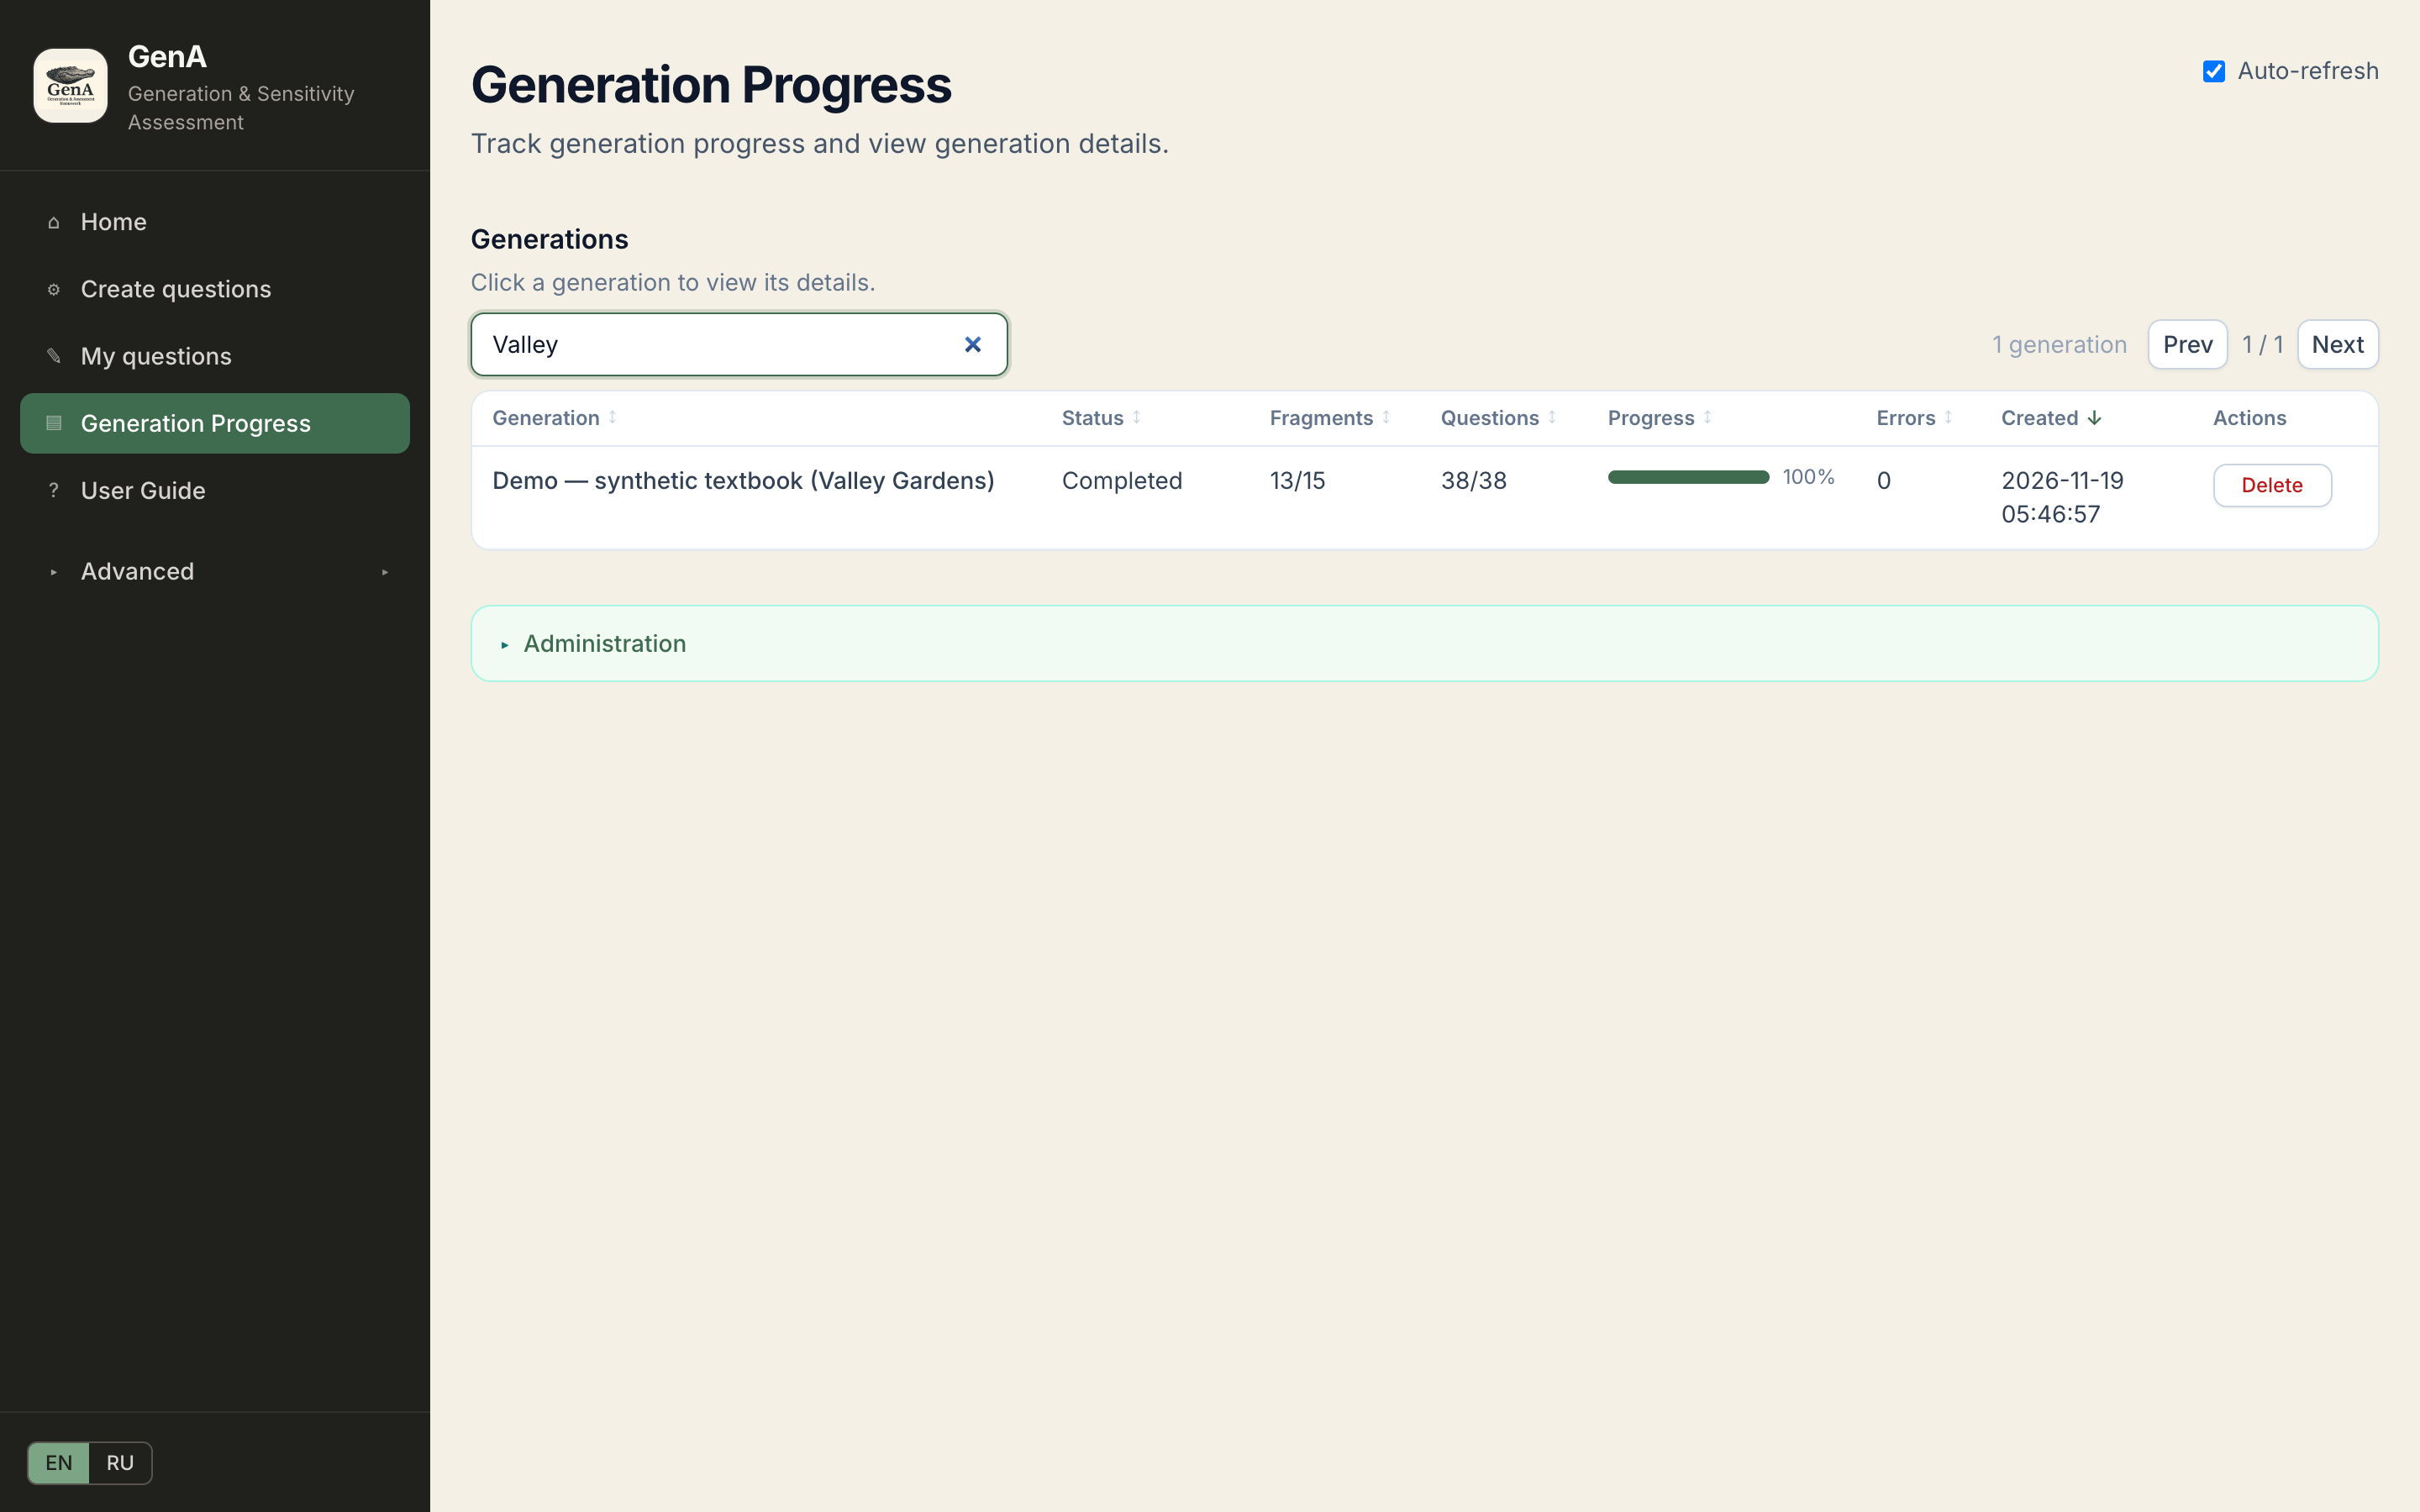 GenA
Generation & Sensitivity
Assessment
GenA
Home
Create questions
My questions
Generation Progress
? User Guide
Advanced
EN RU
Generation Progress
Auto-refresh
Track generation progress and view generation details.
Generations
Click a generation to view its details.
Valley
1 generation Prev 1 / 1 Next
Generation Status Fragments Questions Progress Errors Created Actions
Demo — synthetic textbook (Valley Gardens) Completed 13/15 38/38 100% 0 2026-11-19 Delete
05:46:57
Administration